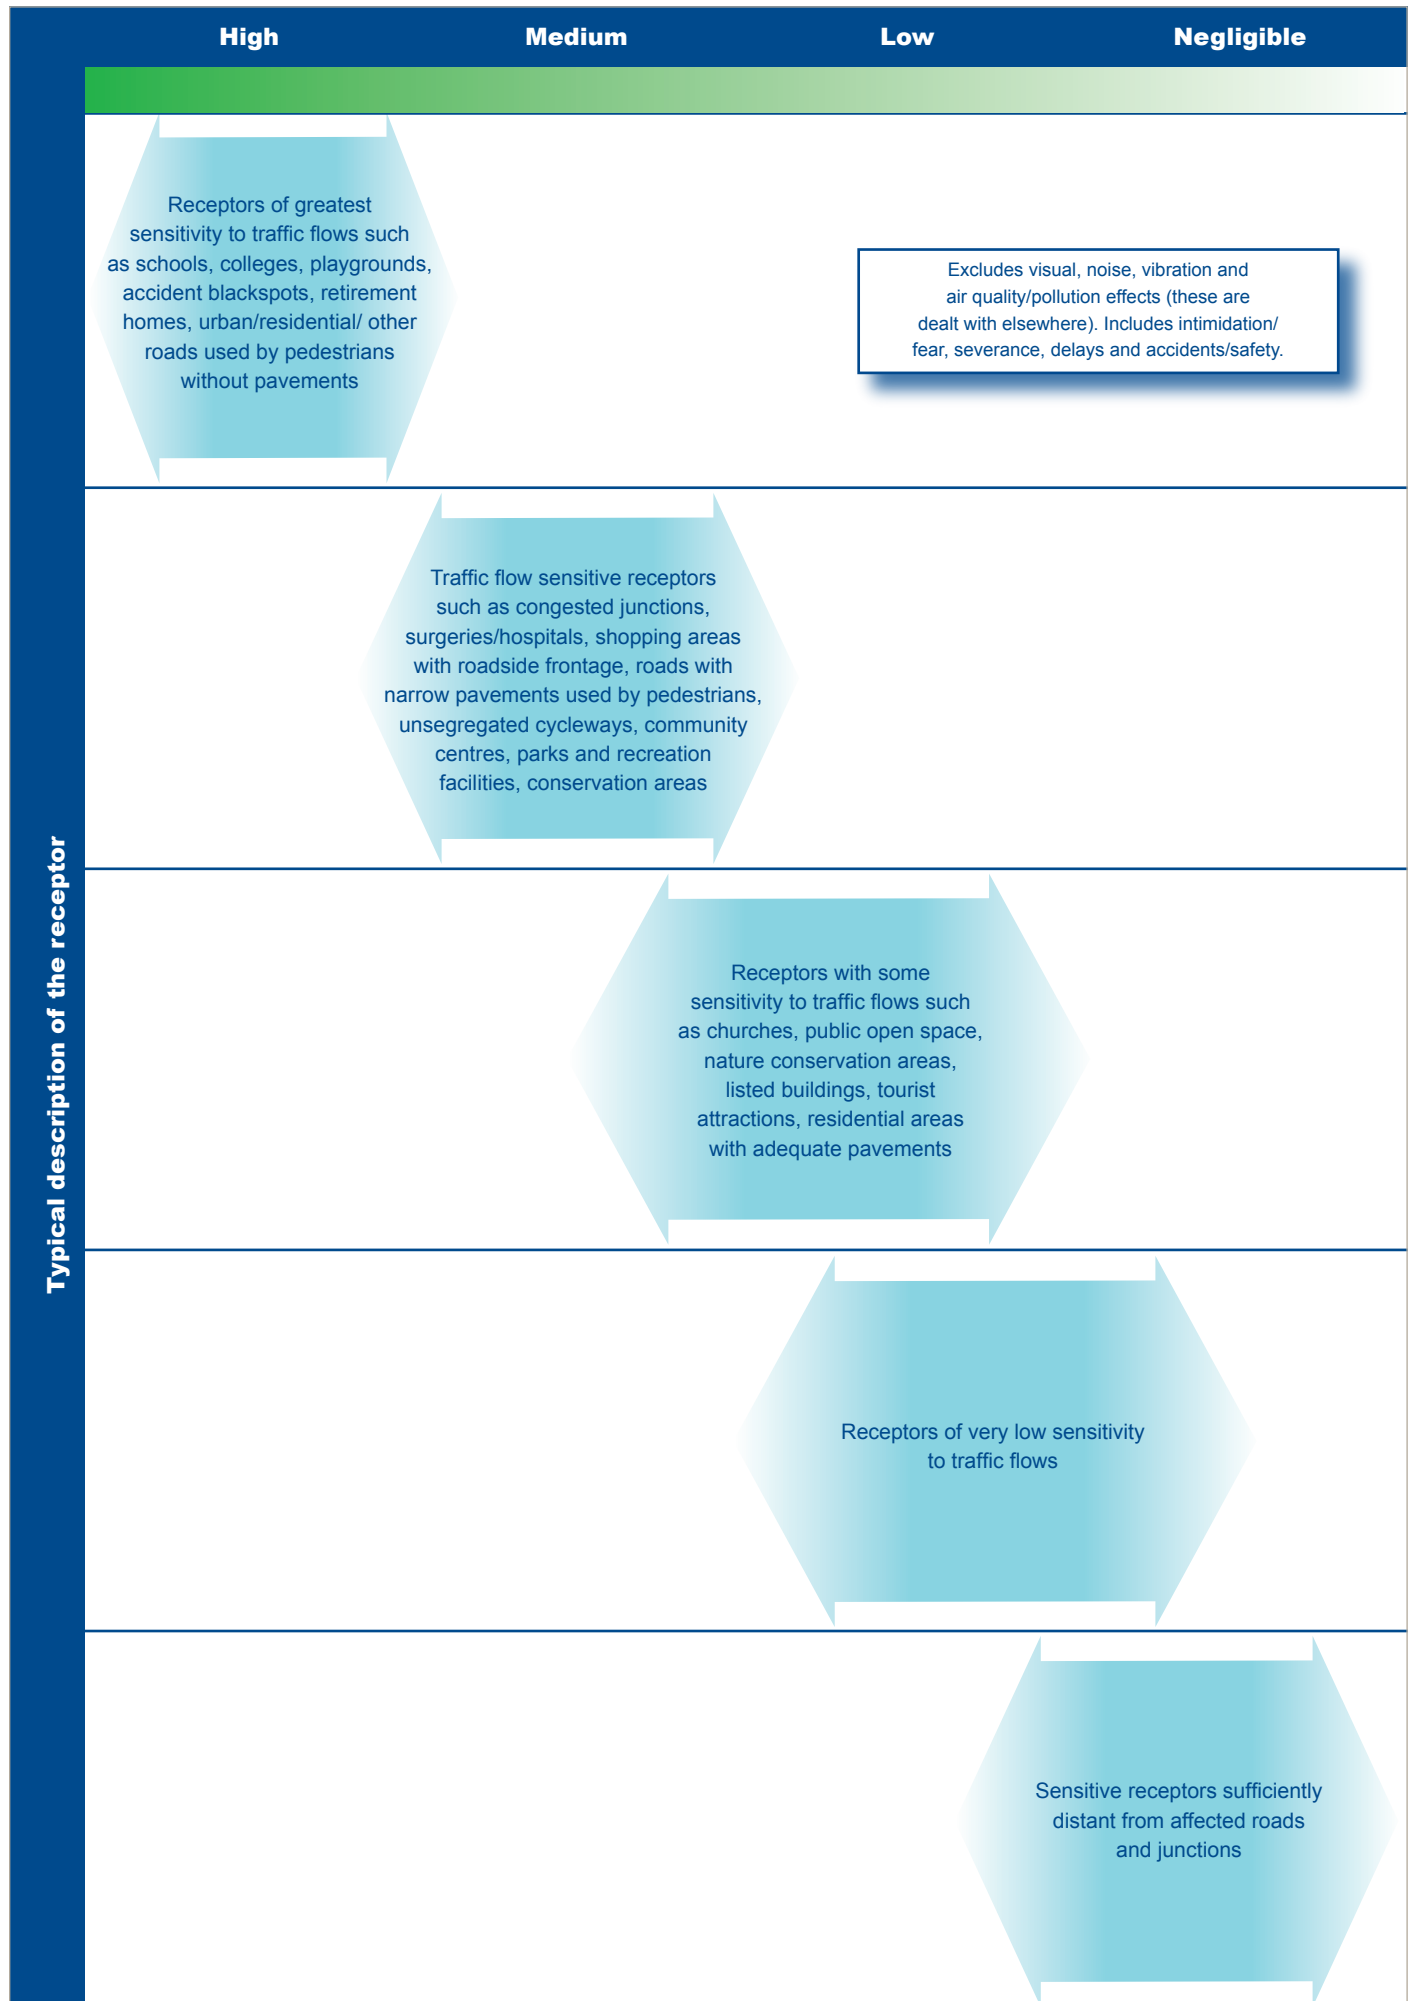 High Medium Low Negligible
Typical description of the receptor
Receptors of greatest
sensitivity to traffic flows such
as schools, colleges, playgrounds,
accident blackspots, retirement
homes, urban/residential/ other
roads used by pedestrians
without pavements
Excludes visual, noise, vibration and
air quality/pollution effects (these are
dealt with elsewhere). Includes intimidation/
fear, severance, delays and accidents/safety.
Traffic flow sensitive receptors
such as congested junctions,
surgeries/hospitals, shopping areas
with roadside frontage, roads with
narrow pavements used by pedestrians,
unsegregated cycleways, community
centres, parks and recreation
facilities, conservation areas
Receptors with some
sensitivity to traffic flows such
as churches, public open space,
nature conservation areas,
listed buildings, tourist
attractions, residential areas
with adequate pavements
Receptors of very low sensitivity
to traffic flows
Sensitive receptors sufficiently
distant from affected roads
and junctions